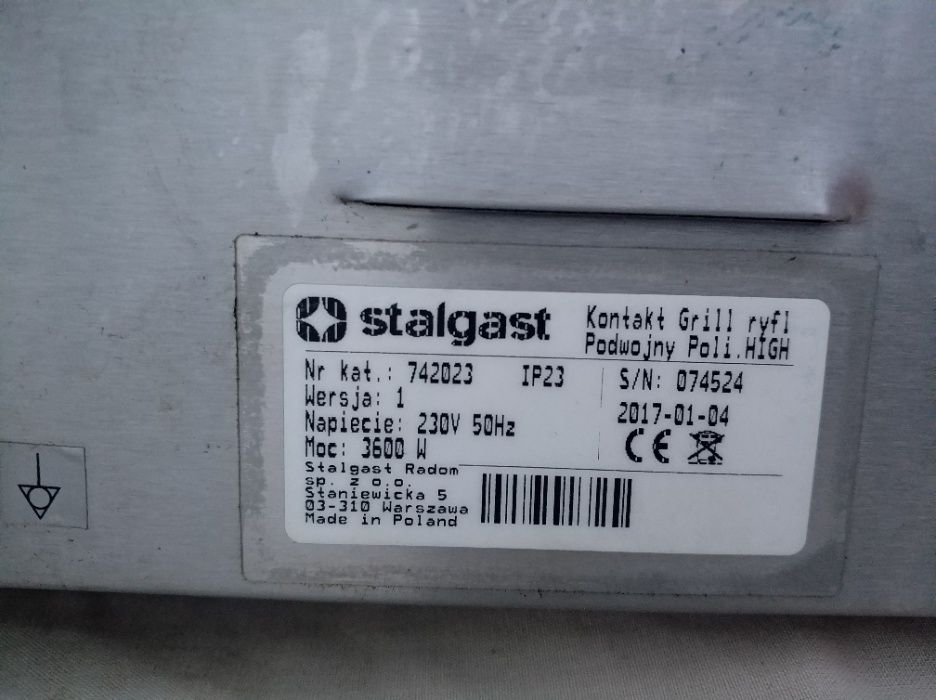 stalgast
Kontakt Grill ryfl
Podwojny Poli.HIGH
Nr kat.: 742023 IP23
Wersja: 1
Napiecie: 230V 50Hz
Moc: 3600 W
S/N: 074524
2017-01-04
CE
Stalgast Radom
sp. z o.o.
Staniewicka 5
03-310 Warszawa
Made in Poland